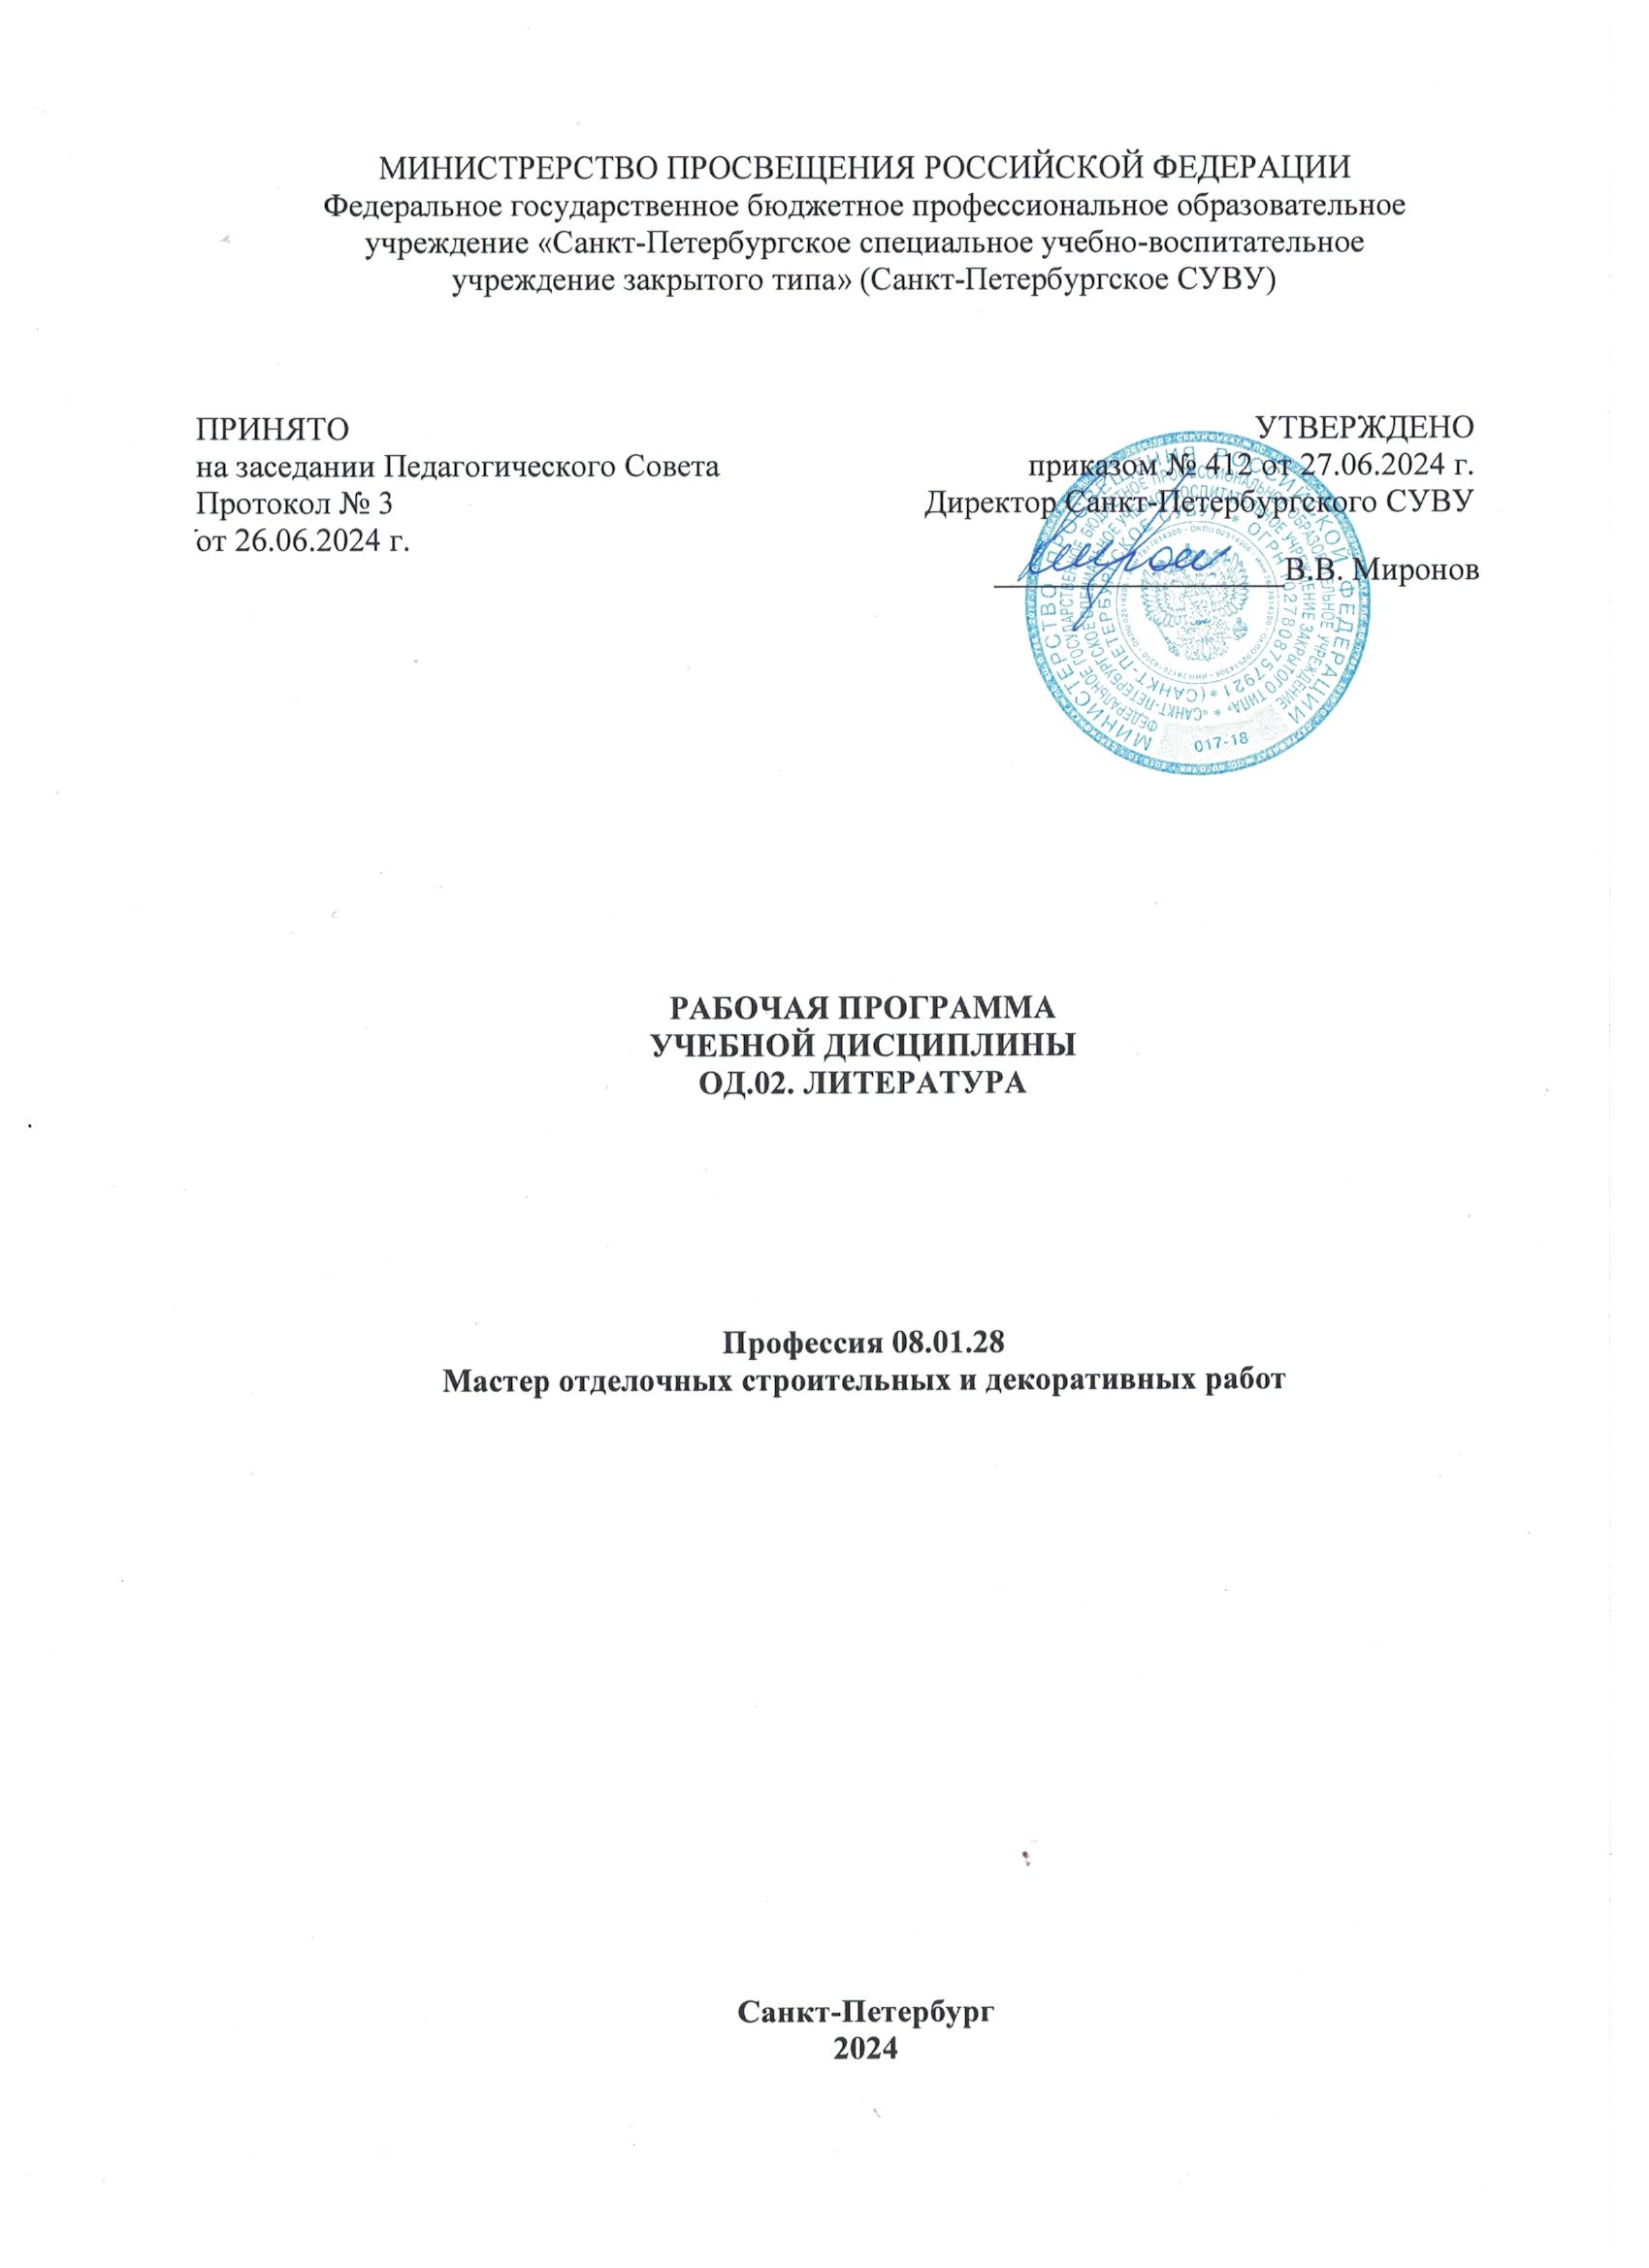 МИНИСТРЕРСТВО ПРОСВЕЩЕНИЯ РОССИЙСКОЙ ФЕДЕРАЦИИ
Федеральное государственное бюджетное профессиональное образовательное
учреждение «Санкт-Петербургское специальное учебно-воспитательное
учреждение закрытого типа» (Санкт-Петербургское СУВУ)
ПРИНЯТО
на заседании Педагогического Совета
Протокол № 3
от 26.06.2024 г.
УТВЕРЖДЕНО
приказом № 412 от 27.06.2024 г.
Директор Санкт-Петербургского СУВУ
В.В. Миронов
017-18
РАБОЧАЯ ПРОГРАММА
УЧЕБНОЙ ДИСЦИПЛИНЫ
ОД.02. ЛИТЕРАТУРА
Профессия 08.01.28
Мастер отделочных строительных и декоративных работ
Санкт-Петербург
2024